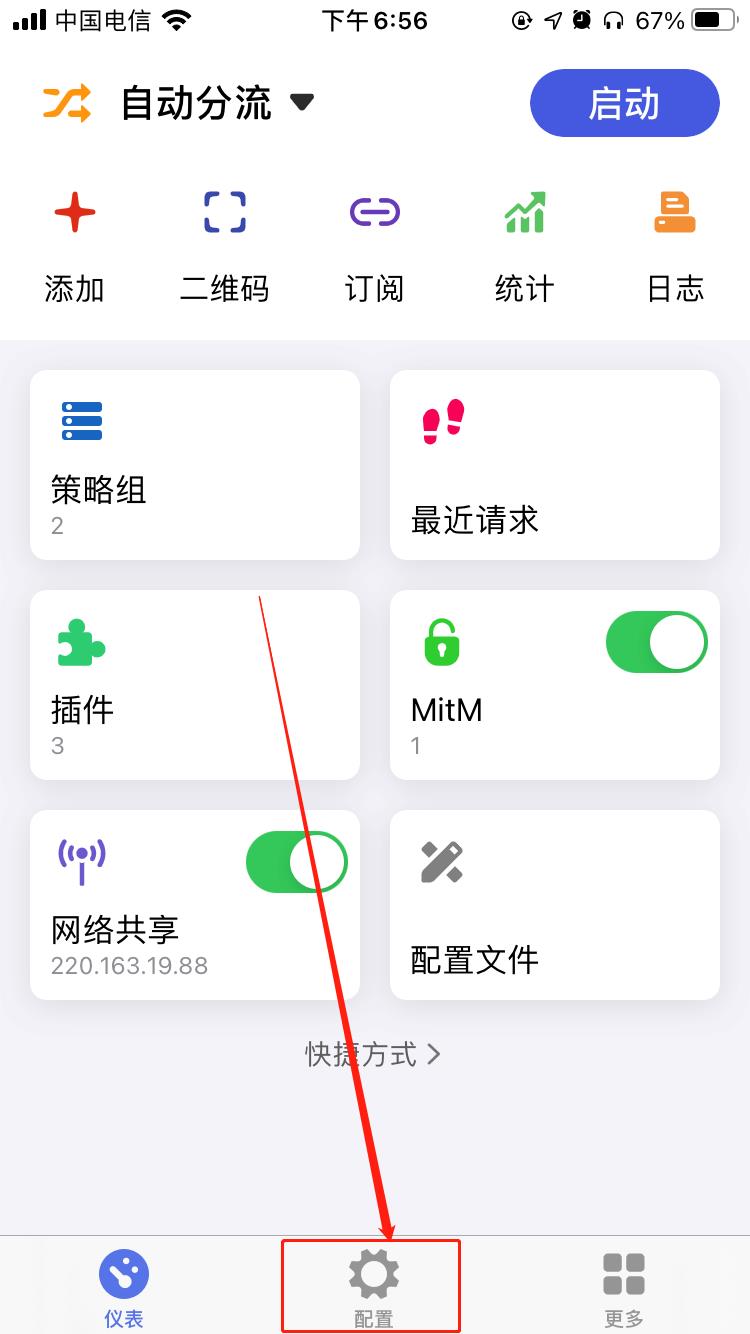 中国电信 下午6:56 67%
自动分流 启动
添加 二维码 订阅 统计 日志
策略组
2
最近请求
插件
3
MitM
1
网络共享
220.163.19.88
配置文件
快捷方式
仪表 配置 更多